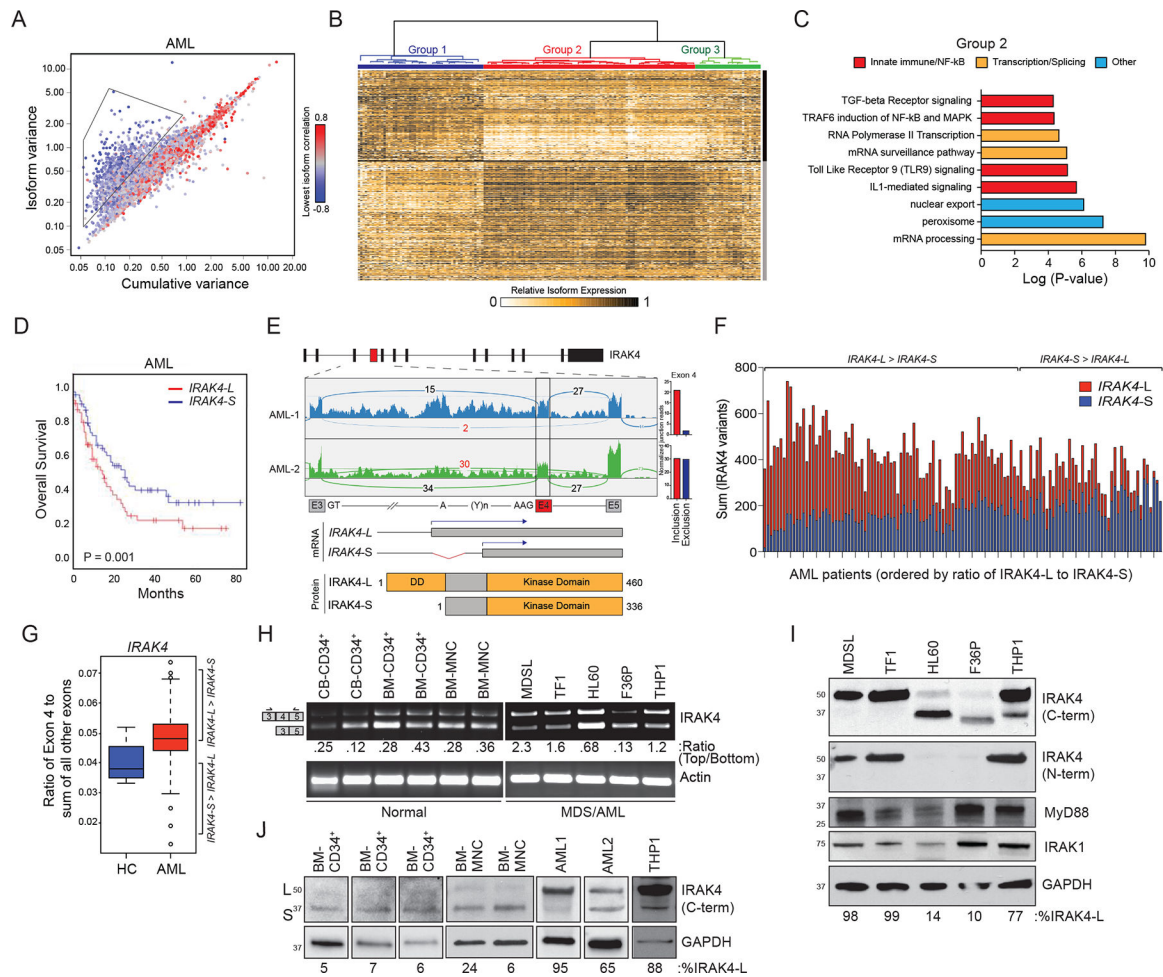 A
AML
Isoform variance
10.00
5.00
2.00
1.00
0.50
0.20
0.10
0.05
0.05
0.10
0.20
0.50
1.00
2.00
5.00
10.00
20.00
Cumulative variance
0.8
Lowest isoform correlation
-0.8
B
Group 1
Group 2
Group 3
Relative Isoform Expression
0
1
C
Group 2
Innate immune/NF-kB
Transcription/Splicing
Other
TGF-beta Receptor signaling
TRAF6 induction of NF-kB and MAPK
RNA Polymerase II Transcription
mRNA surveillance pathway
Toll Like Receptor 9 (TLR9) signaling
IL1-mediated signaling
nuclear export
peroxisome
mRNA processing
0 2 4 6 8 10
Log (P-value)
D
AML
IRAK4-L
IRAK4-S
Overall Survival
1.0
0.8
0.6
0.4
0.2
0.0
P = 0.001
0 20 40 60 80
Months
E
IRAK4
AML-1
15
27
2
AML-2
30
34
27
Exon 4
25
20
15
10
5
0
40
30
20
10
0
Normalized junction reads
Inclusion
Exclusion
E3 GT A (Y)n AAG E4 E5
mRNA
IRAK4-L
IRAK4-S
Protein
IRAK4-L 1 DD Kinase Domain 460
IRAK4-S 1 Kinase Domain 336
F
IRAK4-L > IRAK4-S
IRAK4-S > IRAK4-L
800
600
400
200
0
Sum (IRAK4 variants)
IRAK4-L
IRAK4-S
AML patients (ordered by ratio of IRAK4-L to IRAK4-S)
G
IRAK4
Ratio of Exon 4 to
sum of all other exons
0.07
0.06
0.05
0.04
0.03
0.02
HC
AML
IRAK4-L > IRAK4-S
IRAK4-S > IRAK4-L
H
CB-CD34+
CB-CD34+
BM-CD34+
BM-CD34+
BM-MNC
BM-MNC
MDSL
TF1
HL60
F36P
THP1
3 4 5
3 5
IRAK4
.25 .12 .28 .43 .28 .36 2.3 1.6 .68 .13 1.2 :Ratio
(Top/Bottom)
Actin
Normal
MDS/AML
I
MDSL
TF1
HL60
F36P
THP1
50
37
IRAK4
(C-term)
50
37
IRAK4
(N-term)
37
25
MyD88
75
IRAK1
37
GAPDH
98 99 14 10 77 :%IRAK4-L
J
BM-
CD34+
BM-
CD34+
BM-
CD34+
BM-
MNC
BM-
MNC
AML1
AML2
THP1
L 50
S 37
IRAK4
(C-term)
37
GAPDH
5 7 6 24 6 95 65 88 :%IRAK4-L